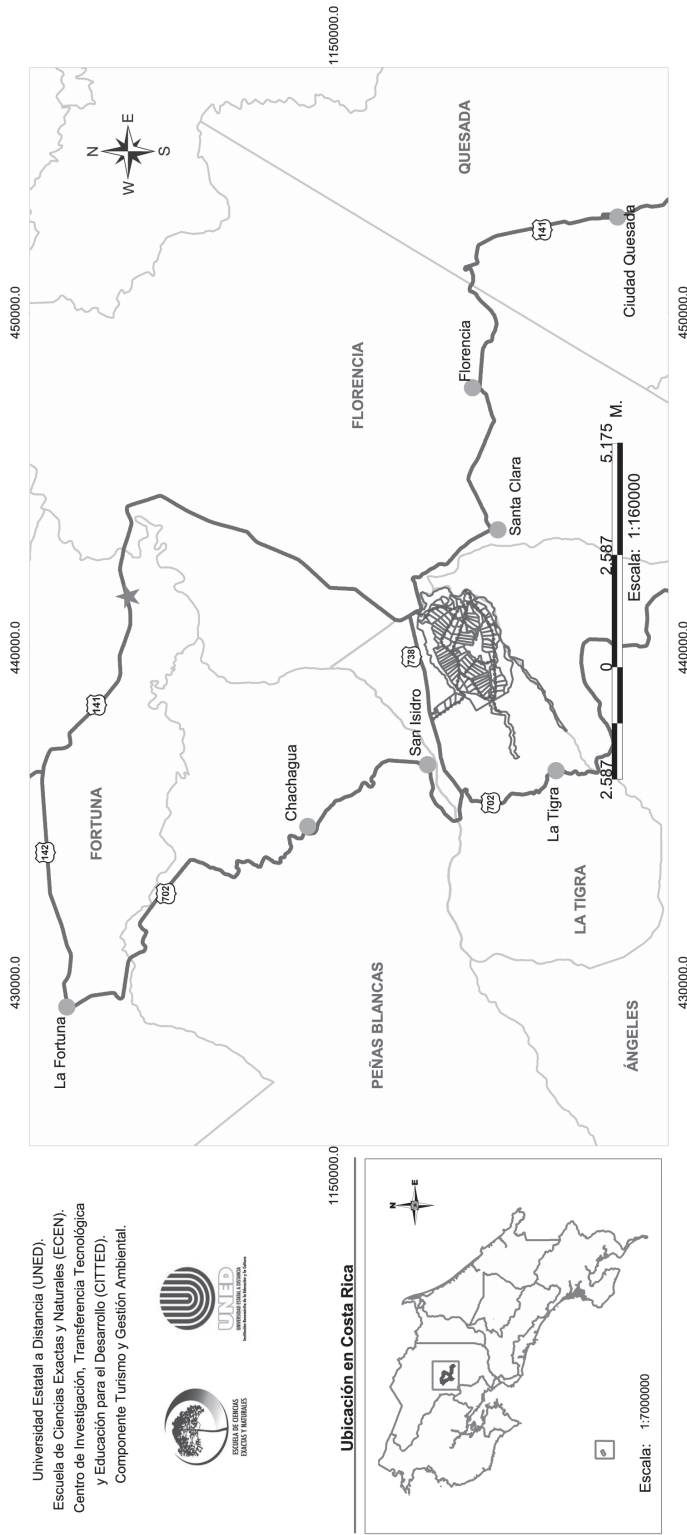 Universidad Estatal a Distancia (UNED).
Escuela de Ciencias Exactas y Naturales (ECEN).
Centro de Investigación, Transferencia Tecnológica
y Educación para el Desarrollo (CITTED).
Componente Turismo y Gestión Ambiental.
ESCUELA DE CIENCIAS
EXACTAS Y NATURALES
UNED
UNIVERSIDAD ESTATAL A DISTANCIA
Ubicación en Costa Rica
N
E
Escala: 1:7000000
430000.0
440000.0
450000.0
1150000.0
La Fortuna
142
FORTUNA
141
N
W
E
S
702
Chachagua
PEÑAS BLANCAS
San Isidro
738
FLORENCIA
QUESADA
Florencia
Santa Clara
141
Ciudad Quesada
702
La Tigra
LA TIGRA
ÁNGELES
2.587
0
2.587
5.175
M.
Escala: 1:160000
430000.0
440000.0
450000.0
1150000.0